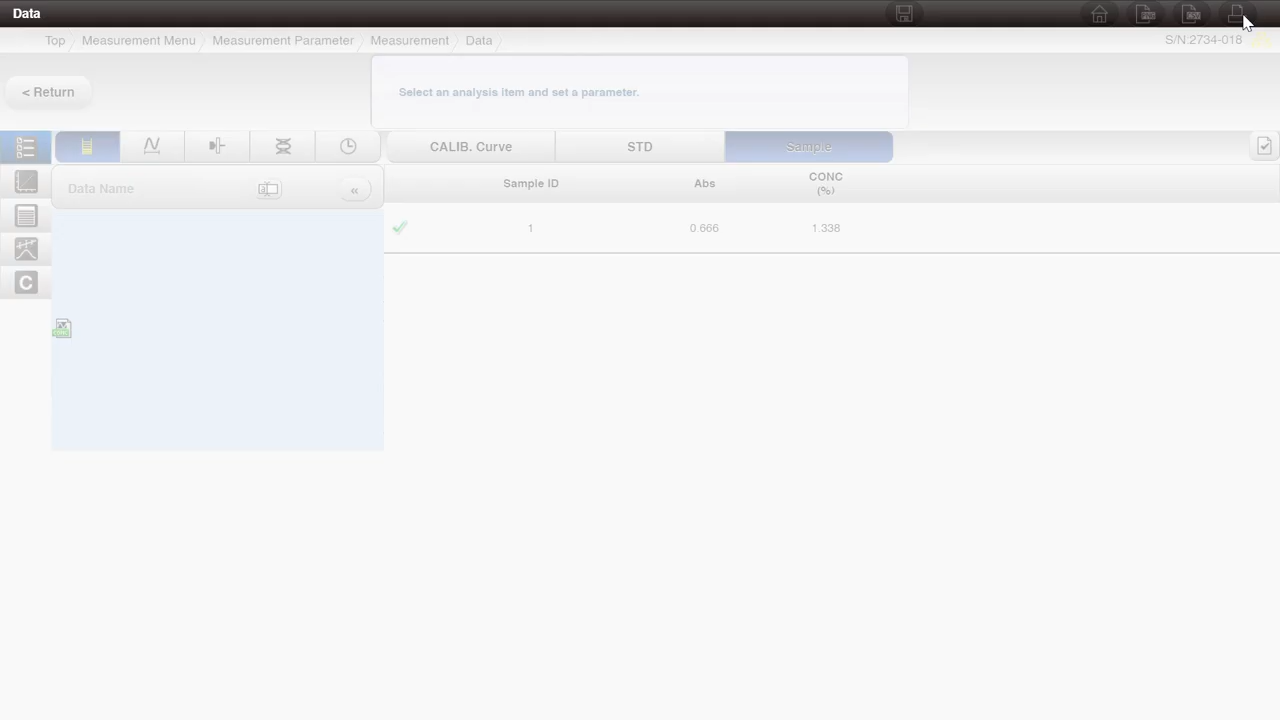 Data
Top
Measurement Menu
Measurement Parameter
Measurement
Data
S/N:2734-018
< Return
Select an analysis item and set a parameter.
CALIB. Curve
STD
Sample
Data Name
a
«
Sample ID
Abs
CONC
(%)
1
0.666
1.338
C